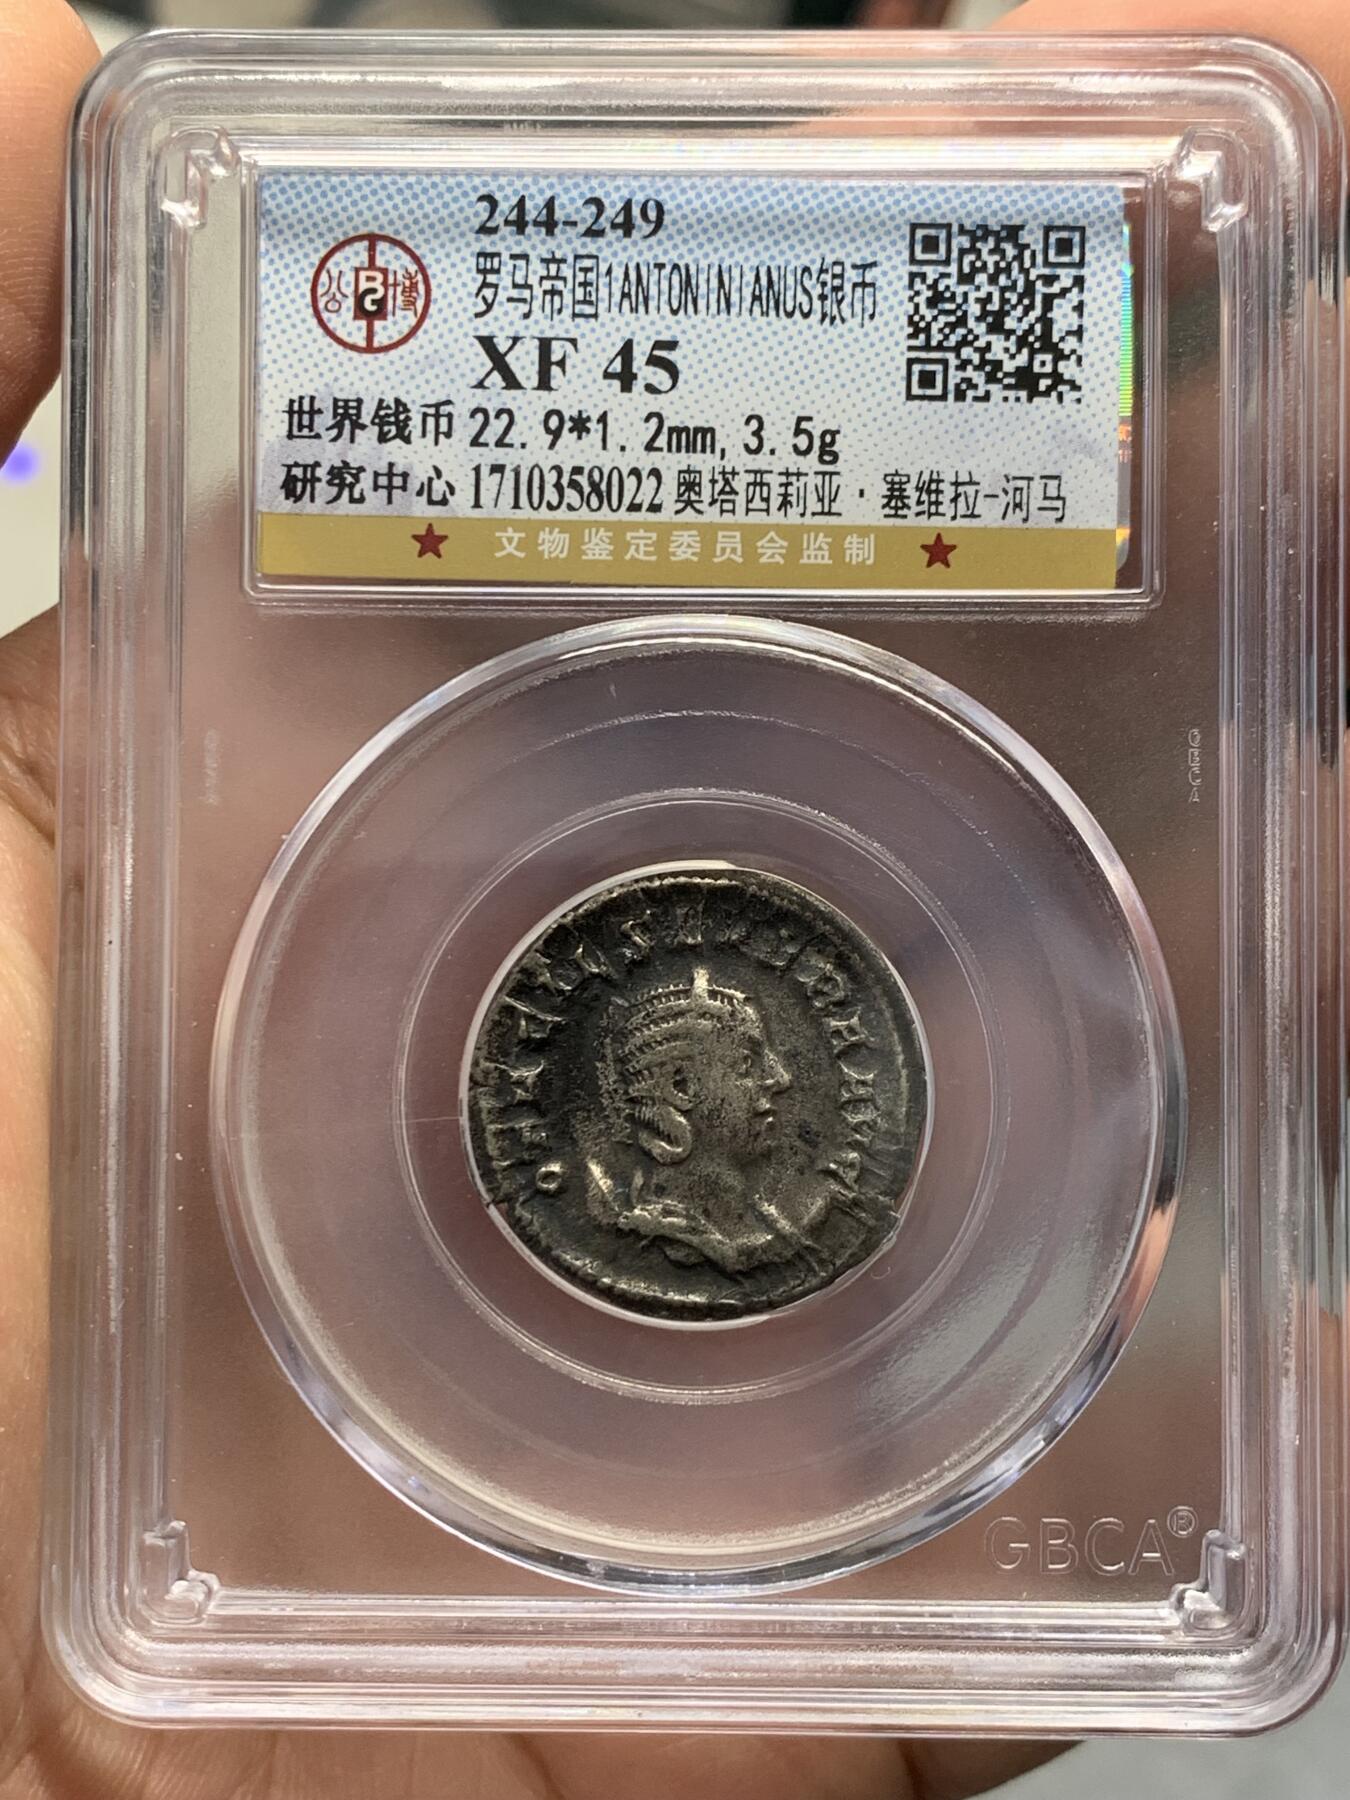 244-249
罗马帝国1ANTONINIANUS银币
公 博
XF 45
世界钱币 22.9*1.2mm,3.5g
研究中心 1710358022 奥塔西莉亚·塞维拉-河马
★ 文物鉴定委员会监制 ★
GBCA
GBCA®